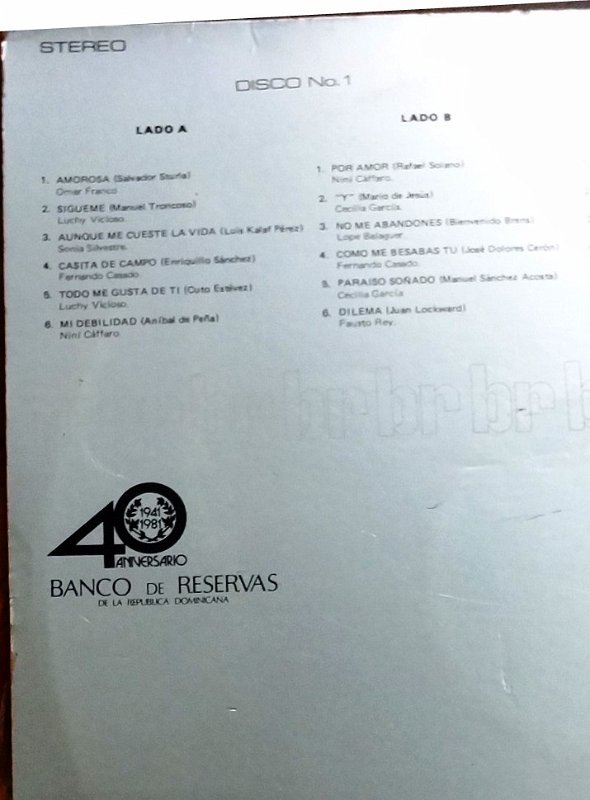 STEREO
DISCO No. 1
LADO A
1. AMOROSA (Salvador Sturla)
Omar Franco
2. SIGUEME (Manuel Troncoso)
Luchy Vicioso.
3. AUNQUE ME CUESTE LA VIDA (Luis Kalaf Pérez)
Sonia Silvestre.
4. CASITA DE CAMPO (Enriquillo Sánchez)
Fernando Casado.
5. TODO ME GUSTA DE TI (Cuto Estévez)
Luchy Vicioso.
6. MI DEBILIDAD (Aníbal de Peña)
Niní Cáffaro.
LADO B
1. POR AMOR (Rafael Solano)
Niní Cáffaro.
2. "Y" (Mario de Jesús)
Cecilia García.
3. NO ME ABANDONES (Bienvenido Brens)
Lope Balaguer.
4. COMO ME BESABAS TU (José Dolores Cerón)
Fernando Casado.
5. PARAISO SOÑADO (Manuel Sánchez Acosta)
Cecilia García
6. DILEMA (Juan Lockward)
Fausto Rey.
br br br br
40
1941
1981
ANIVERSARIO
BANCO DE RESERVAS
DE LA REPUBLICA DOMINICANA